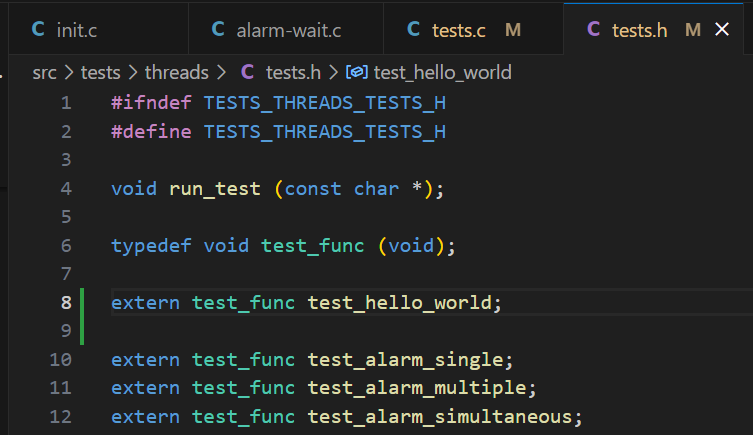 C init.c C alarm-wait.c C tests.c M C tests.h M
src > tests > threads > C tests.h > test_hello_world
1 #ifndef TESTS_THREADS_TESTS_H
2 #define TESTS_THREADS_TESTS_H
3
4 void run_test (const char *);
5
6 typedef void test_func (void);
7
8 extern test_func test_hello_world;
9
10 extern test_func test_alarm_single;
11 extern test_func test_alarm_multiple;
12 extern test_func test_alarm_simultaneous;